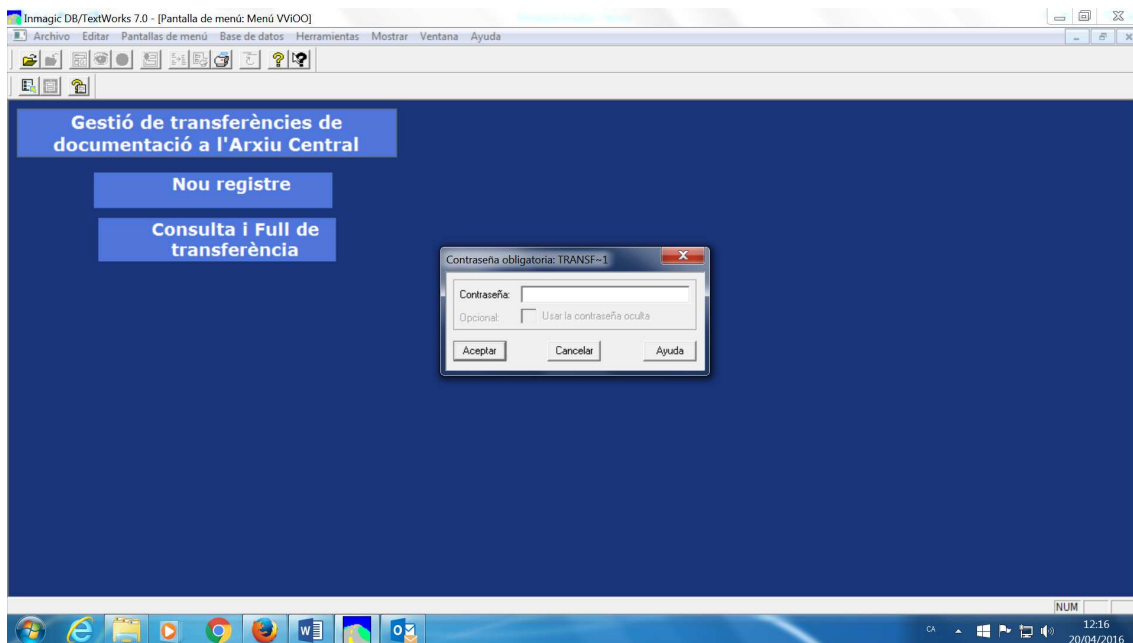 Inmagic DB/TextWorks 7.0 - [Pantalla de menú: Menú VViOO]
Archivo Editar Pantallas de menú Base de datos Herramientas Mostrar Ventana Ayuda
Gestió de transferències de
documentació a l'Arxiu Central
Nou registre
Consulta i Full de
transferència
Contraseña obligatoria: TRANSF~1
Contraseña:
Opcional: Usar la contraseña oculta
Aceptar Cancelar Ayuda
NUM
CA 12:16
20/04/2016